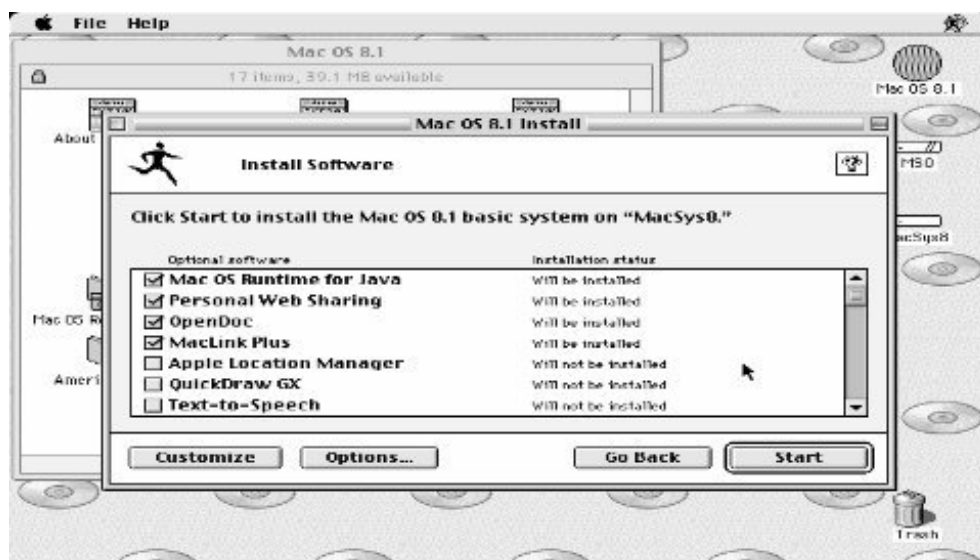 File Help
Mac OS 8.1
17 items, 39.1 MB available
Mac OS 8.1
About
Mac OS 8.1 Install
Install Software
Click Start to install the Mac OS 8.1 basic system on “MacSys8.”
Optional software Installation status
Mac OS Runtime for Java Will be installed
Personal Web Sharing Will be installed
OpenDoc Will be installed
MacLink Plus Will be installed
Apple Location Manager Will not be installed
QuickDraw GX Will not be installed
Text-to-Speech Will not be installed
Customize Options... Go Back Start
acSys8
Mac OS R
Ameri
Trash